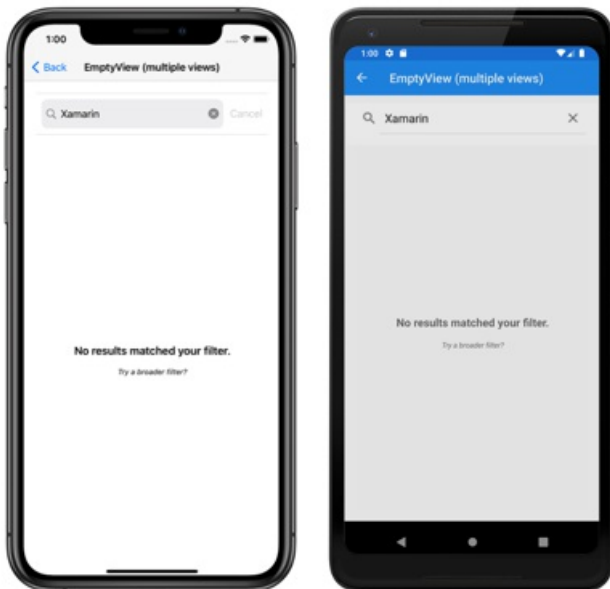 1:00
Back EmptyView (multiple views)
Xamarin Cancel
No results matched your filter.
Try a broader filter?
1:00
EmptyView (multiple views)
Xamarin
No results matched your filter.
Try a broader filter?